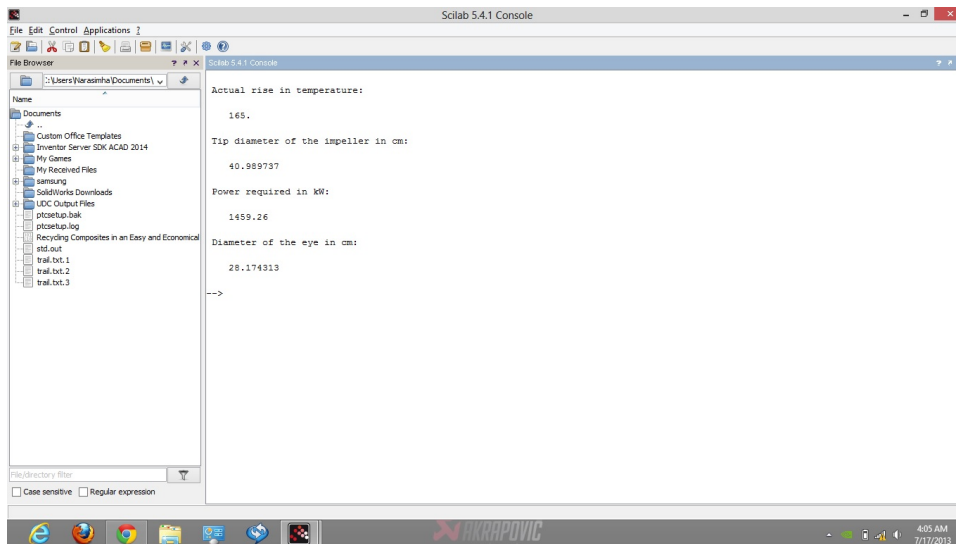 Scilab 5.4.1 Console
File Edit Control Applications ?
File Browser
Scilab 5.4.1 Console
:\Users\Narasimha\Documents\
Name
Documents
..
Custom Office Templates
Inventor Server SDK ACAD 2014
My Games
My Received Files
samsung
SolidWorks Downloads
UDC Output Files
ptcsetup.bak
ptcsetup.log
Recycling Composites in an Easy and Economical
std.out
trail.txt.1
trail.txt.2
trail.txt.3
Actual rise in temperature:
165.
Tip diameter of the impeller in cm:
40.989737
Power required in kW:
1459.26
Diameter of the eye in cm:
28.174313
-->
File/directory filter
Case sensitive Regular expression
AKRAPOVIC
4:05 AM
7/17/2013